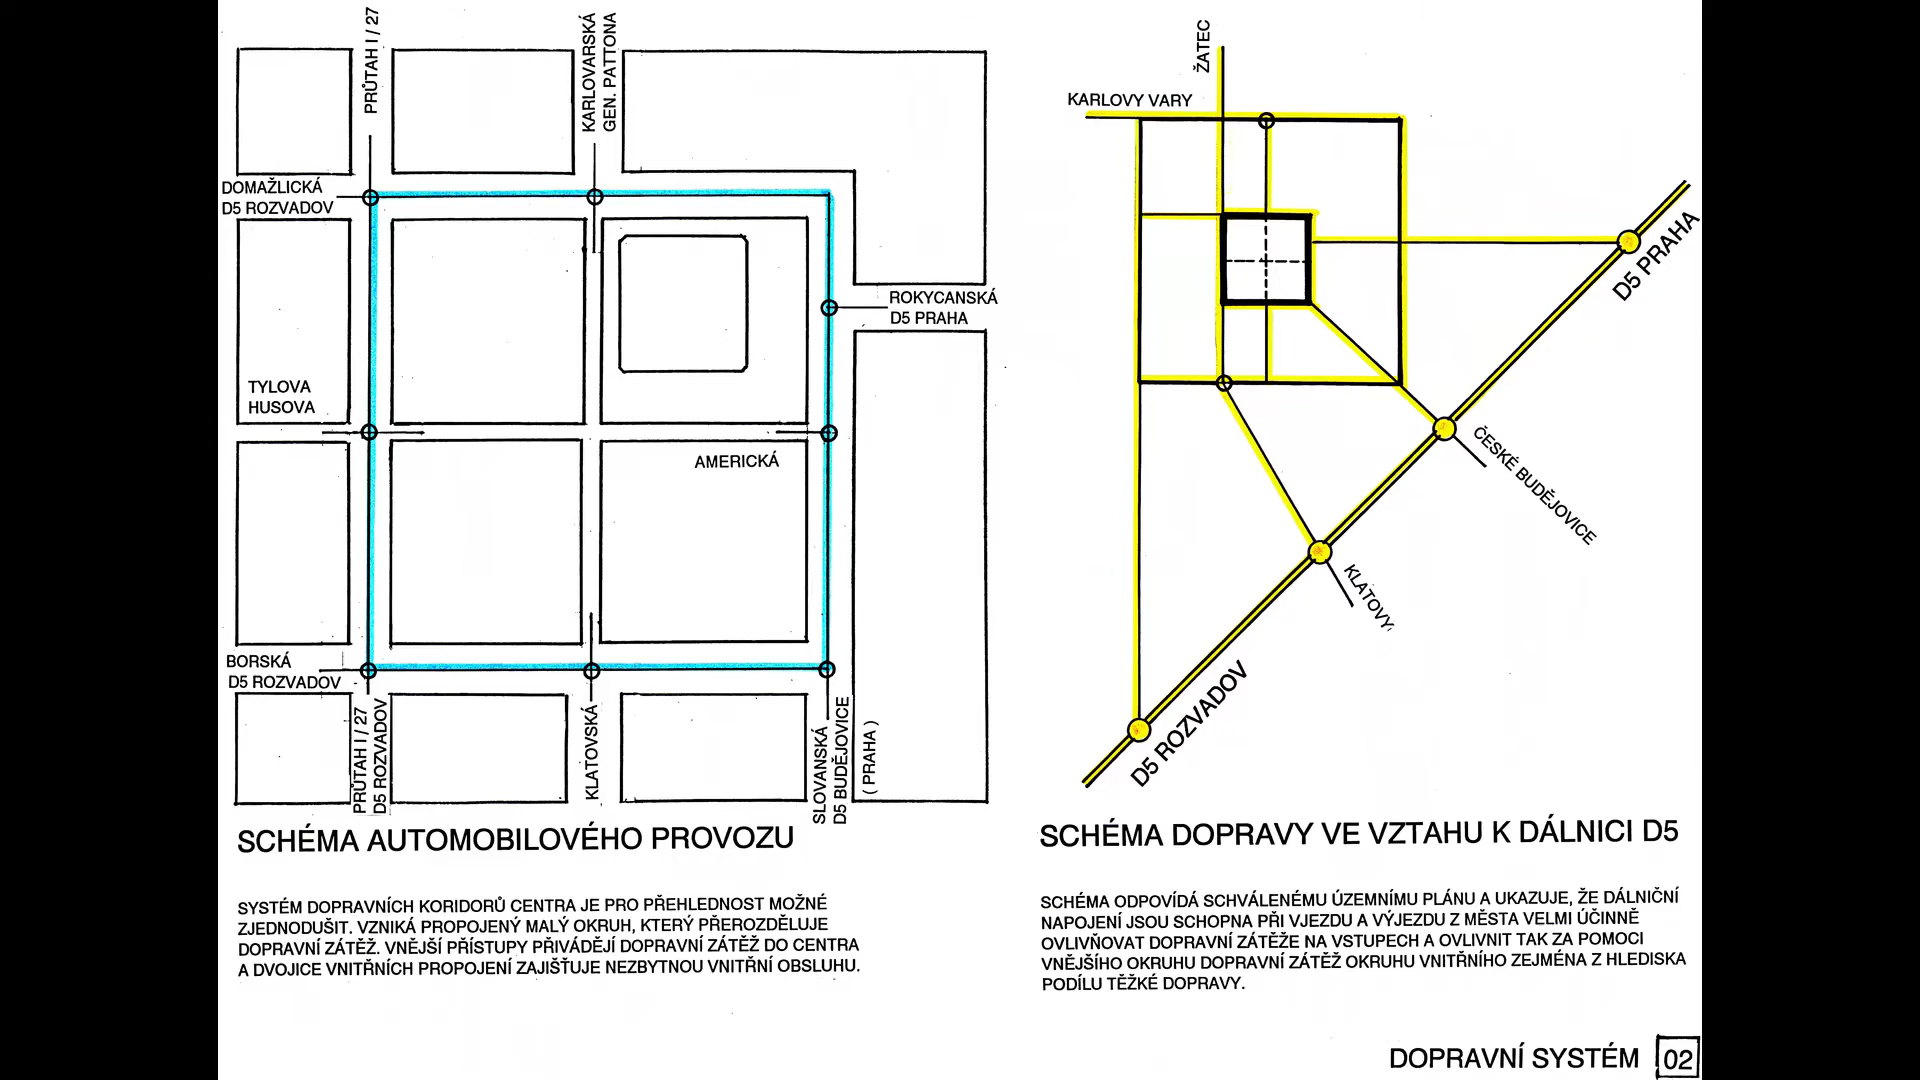 PRŮTAH I / 27
KARLOVARSKÁ
GEN. PATTONA
DOMAŽLICKÁ
D5 ROZVADOV
ROKYCANSKÁ
D5 PRAHA
TYLOVA
HUSOVA
AMERICKÁ
BORSKÁ
D5 ROZVADOV
PRŮTAH I / 27
D5 ROZVADOV
KLATOVSKÁ
SLOVANSKÁ
D5 BUDĚJOVICE
( PRAHA )
SCHÉMA AUTOMOBILOVÉHO PROVOZU
SYSTÉM DOPRAVNÍCH KORIDORŮ CENTRA JE PRO PŘEHLEDNOST MOŽNÉ
ZJEDNODUŠIT. VZNIKÁ PROPOJENÝ MALÝ OKRUH, KTERÝ PŘEROZDĚLUJE
DOPRAVNÍ ZÁTĚŽ. VNĚJŠÍ PŘÍSTUPY PŘIVÁDĚJÍ DOPRAVNÍ ZÁTĚŽ DO CENTRA
A DVOJICE VNITŘNÍCH PROPOJENÍ ZAJIŠŤUJE NEZBYTNOU VNITŘNÍ OBSLUHU.
ŽATEC
KARLOVY VARY
D5 PRAHA
ČESKÉ BUDĚJOVICE
KLATOVY
D5 ROZVADOV
SCHÉMA DOPRAVY VE VZTAHU K DÁLNICI D5
SCHÉMA ODPOVÍDÁ SCHVÁLENÉMU ÚZEMNÍMU PLÁNU A UKAZUJE, ŽE DÁLNIČNÍ
NAPOJENÍ JSOU SCHOPNA PŘI VJEZDU A VÝJEZDU Z MĚSTA VELMI ÚČINNĚ
OVLIVŇOVAT DOPRAVNÍ ZÁTĚŽE NA VSTUPECH A OVLIVNIT TAK ZA POMOCI
VNĚJŠÍHO OKRUHU DOPRAVNÍ ZÁTĚŽ OKRUHU VNITŘNÍHO ZEJMÉNA Z HLEDISKA
PODÍLU TĚŽKÉ DOPRAVY.
DOPRAVNÍ SYSTÉM 02